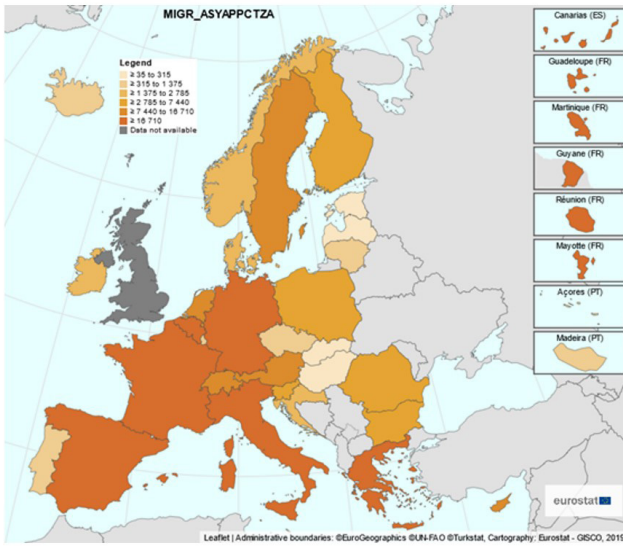 MIGR_ASYAPPCTZA
Legend
≥ 35 to 315
≥ 315 to 1 375
≥ 1 375 to 2 785
≥ 2 785 to 7 440
≥ 7 440 to 16 710
≥ 16 710
Data not available
Canarias (ES)
Guadeloupe (FR)
Martinique (FR)
Guyane (FR)
Réunion (FR)
Mayotte (FR)
Açores (PT)
Madeira (PT)
eurostat
Leaflet | Administrative boundaries: ©EuroGeographics ©UN-FAO ©Turkstat, Cartography: Eurostat - GISCO, 2019